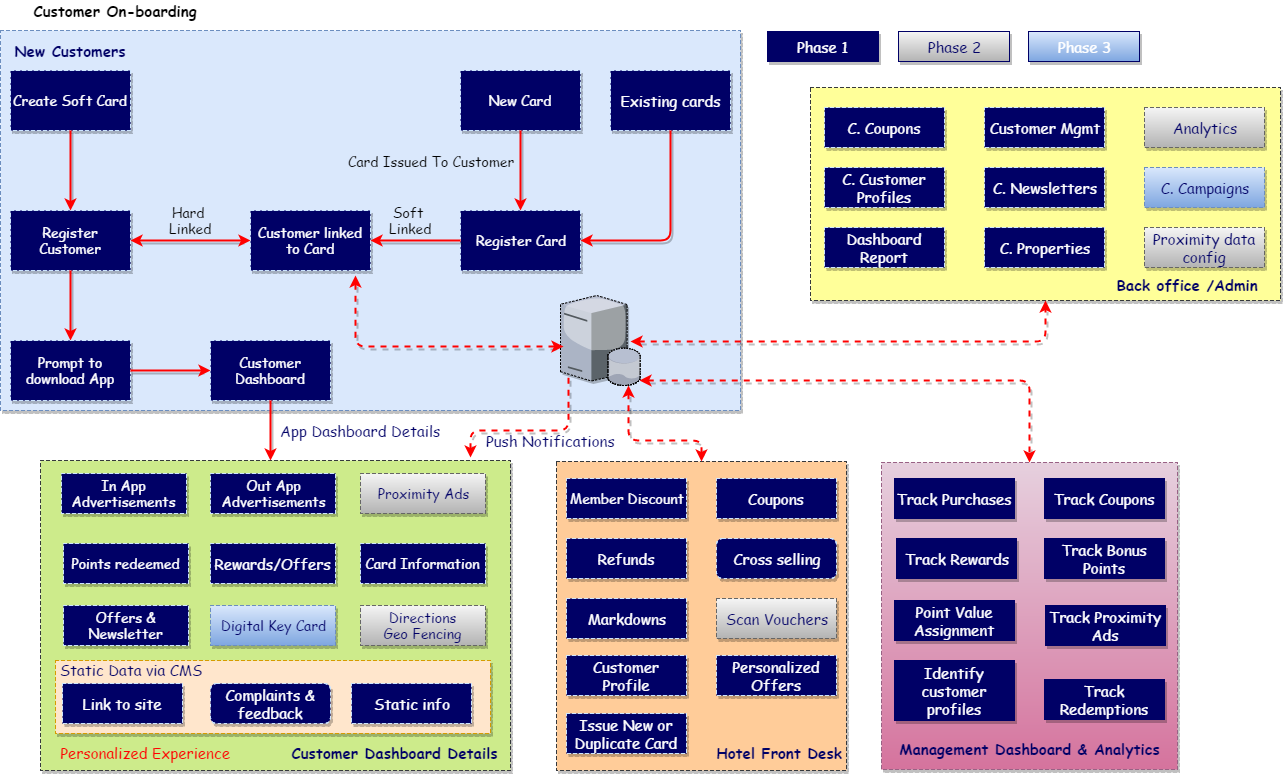 Customer On-boarding
New Customers
Phase 1
Phase 2
Phase 3
Create Soft Card
New Card
Existing cards
Card Issued To Customer
Register
Customer
Hard
Linked
Customer linked
to Card
Soft
Linked
Register Card
Prompt to
download App
Customer
Dashboard
App Dashboard Details
Push Notifications
C. Coupons
Customer Mgmt
Analytics
C. Customer
Profiles
C. Newsletters
C. Campaigns
Dashboard
Report
C. Properties
Proximity data
config
Back office /Admin
In App
Advertisements
Out App
Advertisements
Proximity Ads
Points redeemed
Rewards/Offers
Card Information
Offers &
Newsletter
Digital Key Card
Directions
Geo Fencing
Static Data via CMS
Link to site
Complaints &
feedback
Static info
Personalized Experience
Customer Dashboard Details
Member Discount
Coupons
Refunds
Cross selling
Markdowns
Scan Vouchers
Customer
Profile
Personalized
Offers
Issue New or
Duplicate Card
Hotel Front Desk
Track Purchases
Track Coupons
Track Rewards
Track Bonus
Points
Point Value
Assignment
Track Proximity
Ads
Identify
customer
profiles
Track
Redemptions
Management Dashboard & Analytics